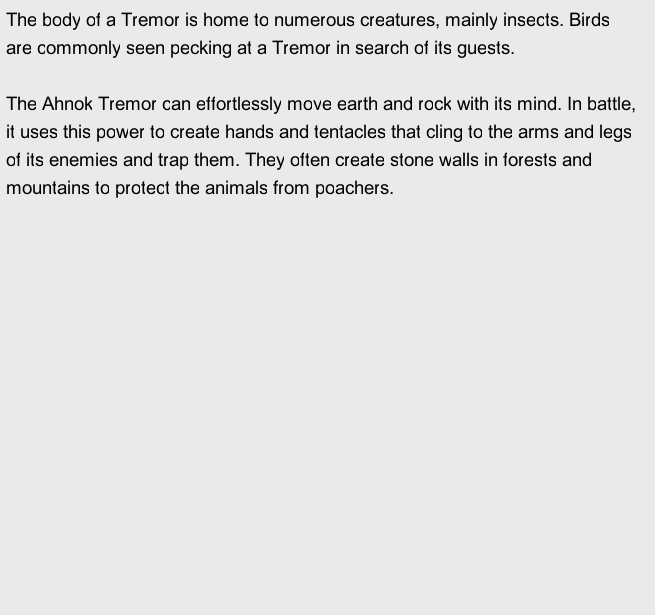 The body of a Tremor is home to numerous creatures, mainly insects. Birds
are commonly seen pecking at a Tremor in search of its guests.

The Ahnok Tremor can effortlessly move earth and rock with its mind. In battle,
it uses this power to create hands and tentacles that cling to the arms and legs
of its enemies and trap them. They often create stone walls in forests and
mountains to protect the animals from poachers.